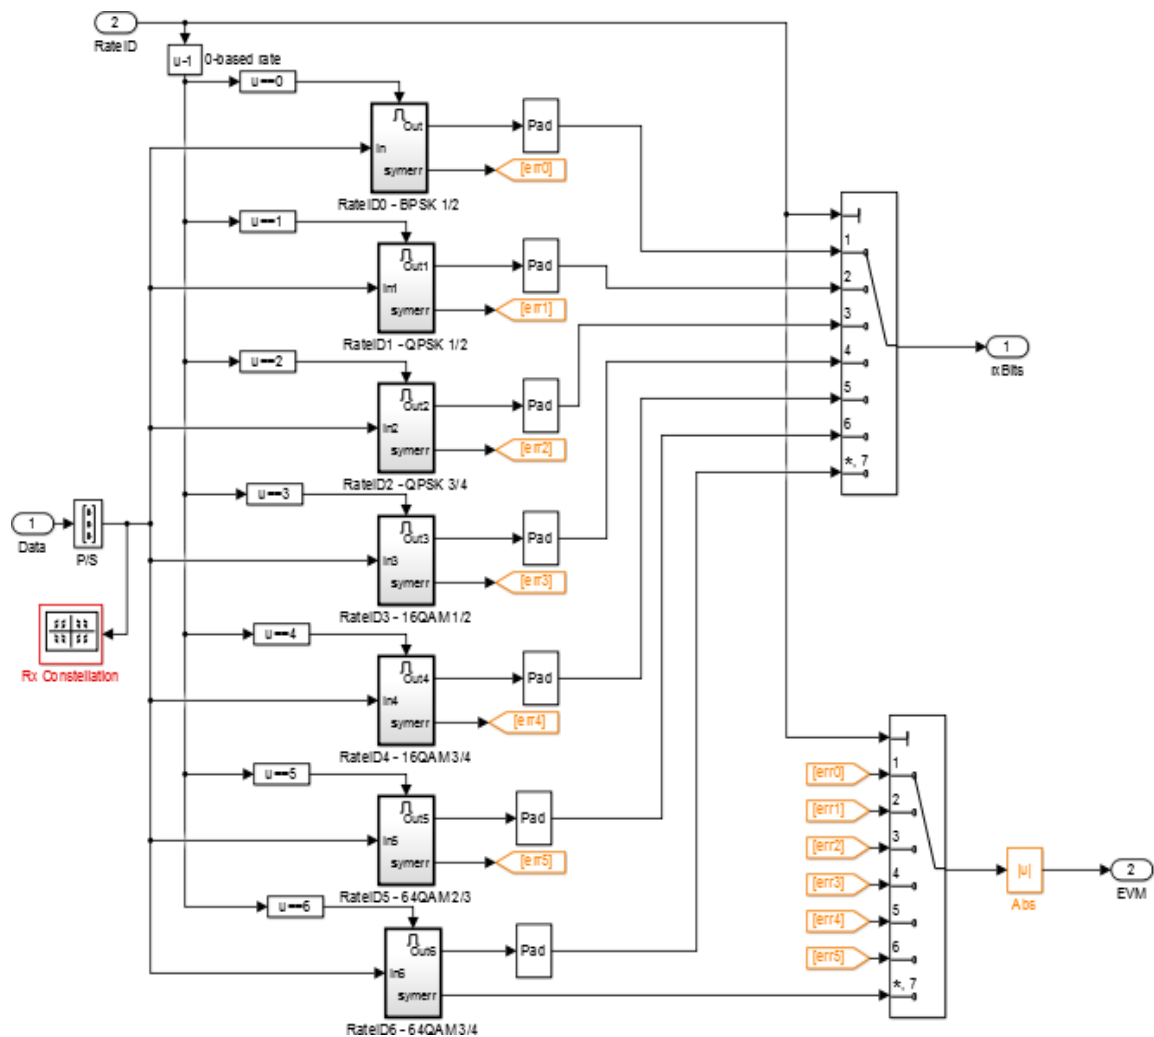 2
RateID
u-1
0-based rate
u==0
Out
In
symerr
Pad
[err0]
RateID0 - BPSK 1/2
u==1
Out1
In1
symerr
Pad
[err1]
RateID1 - QPSK 1/2
u==2
Out2
In2
symerr
Pad
[err2]
RateID2 - QPSK 3/4
u==3
Out3
In3
symerr
Pad
[err3]
RateID3 - 16QAM 1/2
1
Data
P/S
Rx Constellation
u==4
Out4
In4
symerr
Pad
[err4]
RateID4 - 16QAM 3/4
u==5
Out5
In5
symerr
Pad
[err5]
RateID5 - 64QAM 2/3
u==6
Out6
In6
symerr
Pad
RateID6 - 64QAM 3/4
1
2
3
4
5
6
*, 7
1
rxBits
[err0]
[err1]
[err2]
[err3]
[err4]
[err5]
1
2
3
4
5
6
*, 7
|u|
Abs
2
EVM